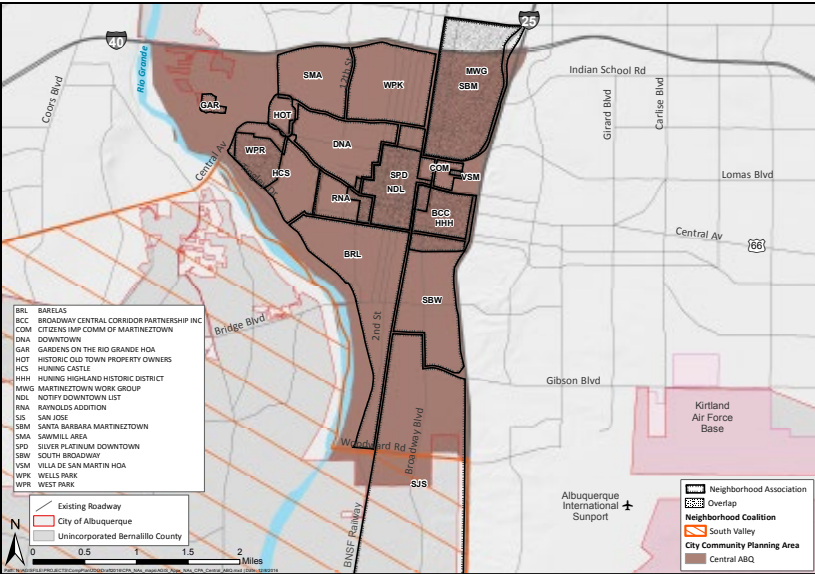 25
40
Rio Grande
Coors Blvd
12th St
SMA
WPK
MWG
SBM
Indian School Rd
Girard Blvd
Carlise Blvd
GAR
HOT
DNA
WPR
HCS
Central Av
SPD
NDL
COM
VSM
Lomas Blvd
RNA
BCC
HHH
Central Av
66
BRL
SBW
2nd St
Bridge Blvd
Gibson Blvd
Kirtland
Air Force
Base
Woodward Rd
Broadway Blvd
SJS
BNSF Railway
Albuquerque
International
Sunport
BRL BARELAS
BCC BROADWAY CENTRAL CORRIDOR PARTNERSHIP INC
COM CITIZENS IMP COMM OF MARTINEZTOWN
DNA DOWNTOWN
GAR GARDENS ON THE RIO GRANDE HOA
HOT HISTORIC OLD TOWN PROPERTY OWNERS
HCS HUNING CASTLE
HHH HUNING HIGHLAND HISTORIC DISTRICT
MWG MARTINEZTOWN WORK GROUP
NDL NOTIFY DOWNTOWN LIST
RNA RAYNOLDS ADDITION
SJS SAN JOSE
SBM SANTA BARBARA MARTINEZTOWN
SMA SAWMILL AREA
SPD SILVER PLATINUM DOWNTOWN
SBW SOUTH BROADWAY
VSM VILLA DE SAN MARTIN HOA
WPK WELLS PARK
WPR WEST PARK
Existing Roadway
City of Albuquerque
Unincorporated Bernalillo County
N
0 0.5 1 2
Miles
Neighborhood Association
Overlap
Neighborhood Coalition
South Valley
City Community Planning Area
Central ABQ